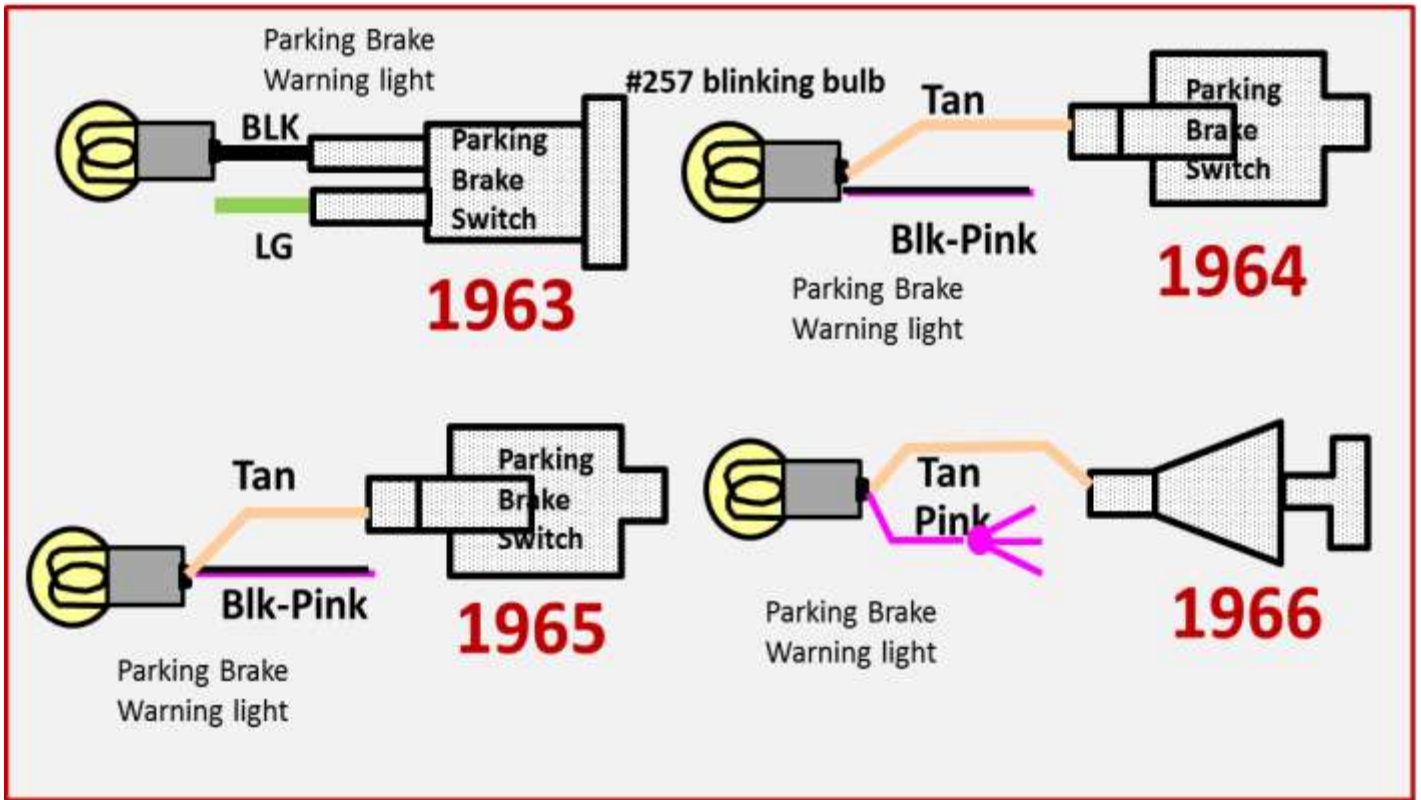 Parking Brake
Warning light
BLK
LG
Parking
Brake
Switch
1963
#257 blinking bulb
Tan
Blk-Pink
Parking Brake
Warning light
Parking
Brake
Switch
1964
Tan
Blk-Pink
Parking Brake
Warning light
Parking
Brake
Switch
1965
Tan
Pink
Parking Brake
Warning light
1966